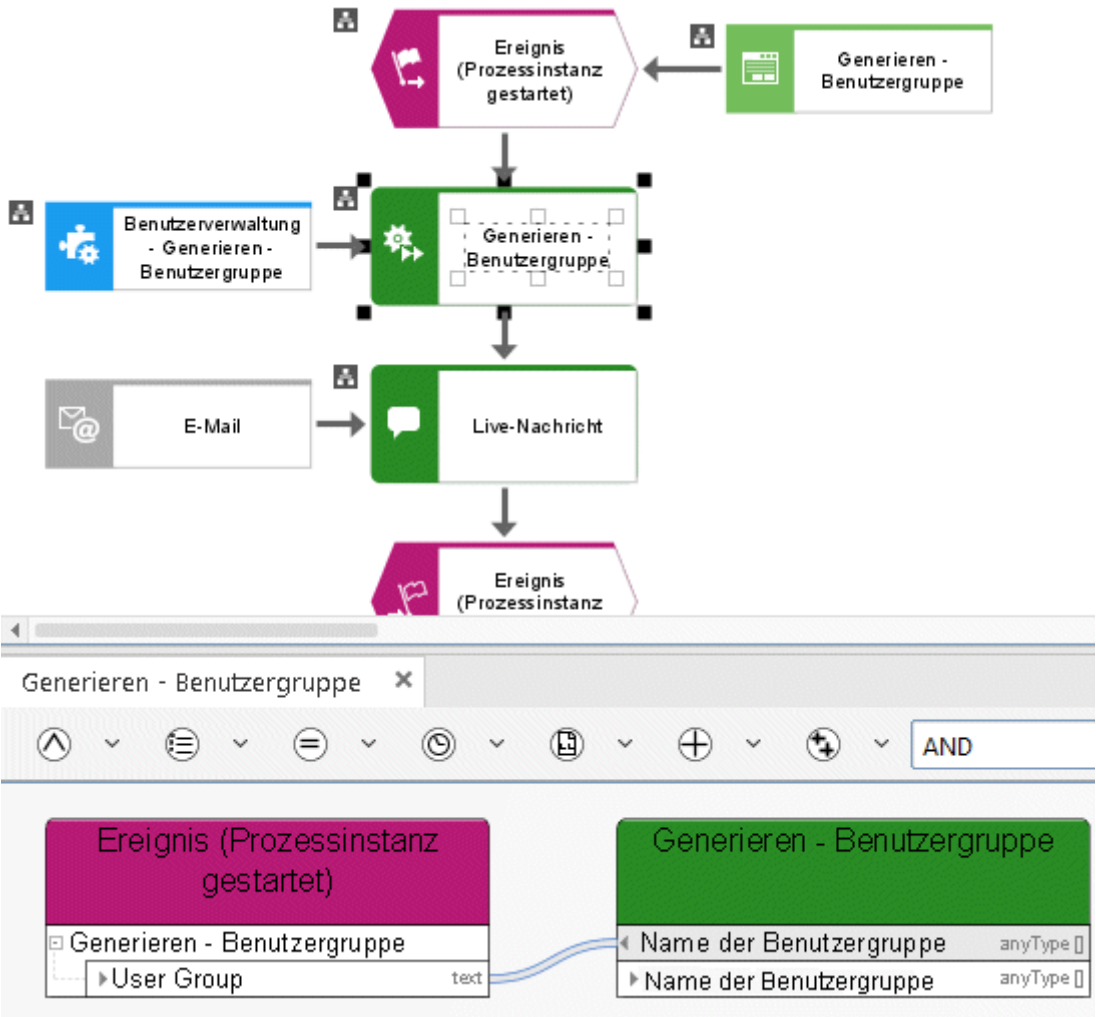 Ereignis
(Prozessinstanz
gestartet)
Generieren -
Benutzergruppe
Benutzerverwaltung
- Generieren -
Benutzergruppe
Generieren -
Benutzergruppe
E-Mail
Live-Nachricht
Ereignis
(Prozessinstanz
Generieren - Benutzergruppe
AND
Ereignis (Prozessinstanz
gestartet)
Generieren - Benutzergruppe
Generieren - Benutzergruppe
Name der Benutzergruppe anyType []
User Group text
Name der Benutzergruppe anyType []